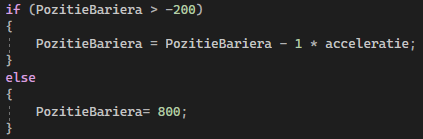 if (PozitieBariera > -200)
{
PozitieBariera = PozitieBariera - 1 * acceleratie;
}
else
{
PozitieBariera= 800;
}